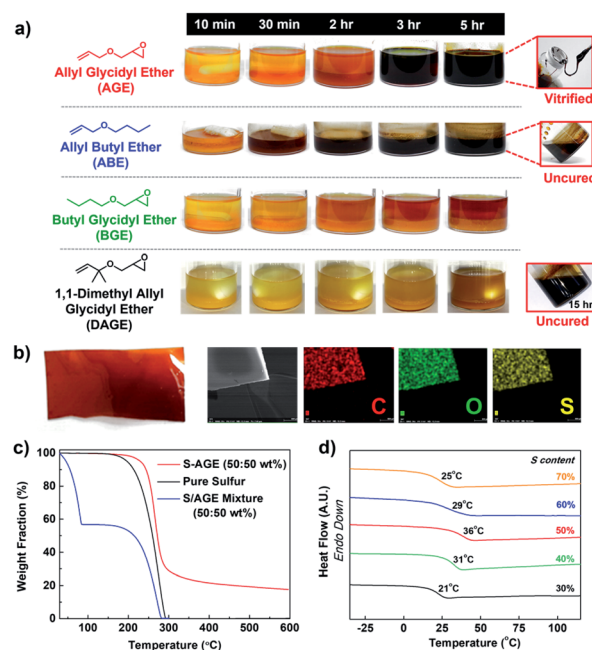 a)
10 min 30 min 2 hr 3 hr 5 hr
O O
Allyl Glycidyl Ether
(AGE)
Vitrified
O
Allyl Butyl Ether
(ABE)
Uncured
O O
Butyl Glycidyl Ether
(BGE)
O O
1,1-Dimethyl Allyl
Glycidyl Ether
(DAGE)
15 hr
Uncured
b)
C O S
c)
Weight Fraction (%)
100
80
60
40
20
0
100 200 300 400 500 600
Temperature (°C)
S-AGE (50:50 wt%)
Pure Sulfur
S/AGE Mixture
(50:50 wt%)
d)
Heat Flow (A.U.)
Endo Down
S content
25°C 70%
29°C 60%
36°C 50%
31°C 40%
21°C 30%
-25 0 25 50 75 100
Temperature (°C)